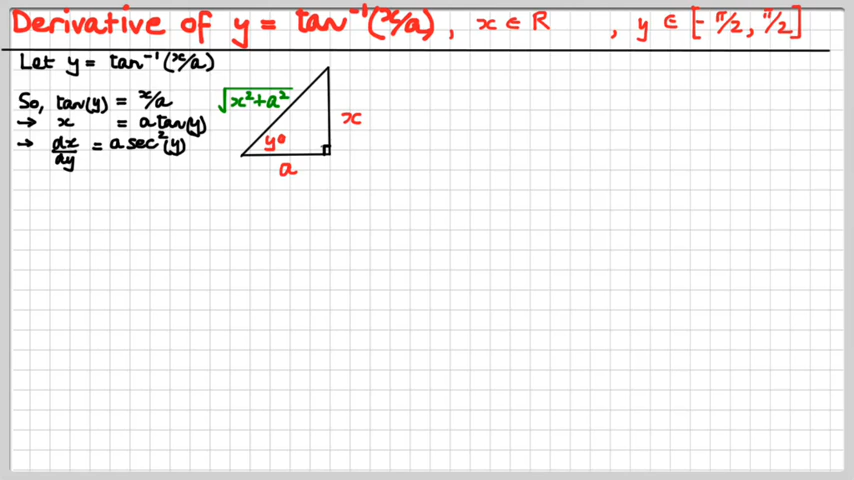 Derivative of y = tan⁻¹(x/a), x ∈ R , y ∈ [-π/2, π/2]
Let y = tan⁻¹(x/a)
So, tan(y) = x/a
→ x = a tan(y)
→ dx/dy = a sec²(y)
√x²+a²
x
y
a